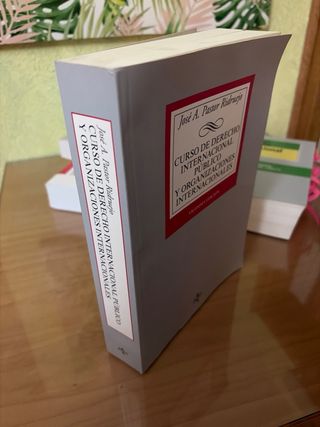 José A. Pastor Ridruejo
CURSO DE DERECHO INTERNACIONAL PÚBLICO
Y ORGANIZACIONES INTERNACIONALES
José A. Pastor Ridruejo
CURSO DE DERECHO
INTERNACIONAL
PÚBLICO
Y ORGANIZACIONES
INTERNACIONALES